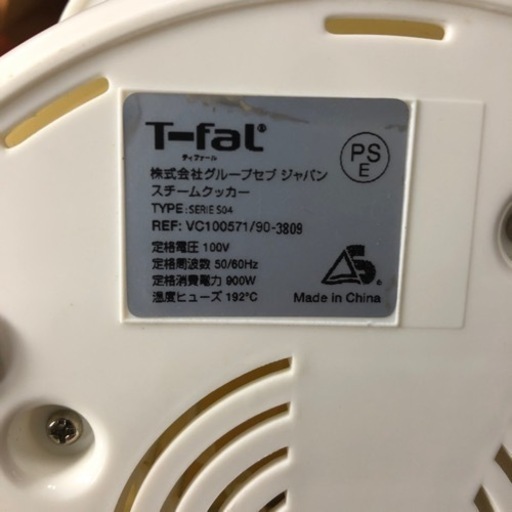 T-fal®
ティファール
PS
E
株式会社グループセブ ジャパン
スチームクッカー
TYPE: SERIE S04
REF: VC100571/90-3809
定格電圧 100V
定格周波数 50/60Hz
定格消費電力 900W
温度ヒューズ 192°C
S
Made in China